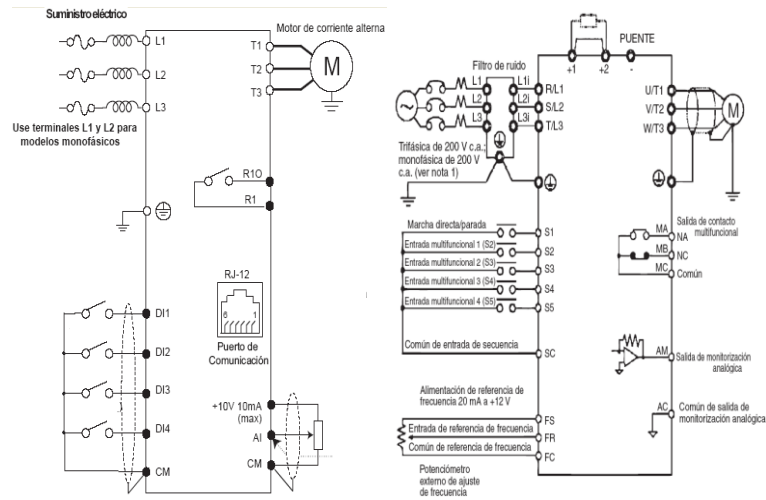 Suministro eléctrico
L1
L2
L3
Use terminales L1 y L2 para
modelos monofásicos
T1
T2
T3
Motor de corriente alterna
M
R1O
R1
RJ-12
6 1
Puerto de
Comunicación
DI1
DI2
DI3
DI4
CM
+10V 10mA
(max)
AI
CM
PUENTE
+1
+2
-
Filtro de ruído
L1
L2
L3
L1i
L2i
L3i
R/L1
S/L2
T/L3
U/T1
V/T2
W/T3
M
Trifásica de 200 V c.a.;
monofásica de 200 V
c.a. (ver nota 1)
Marcha directa/parada
Entrada multifuncional 1 (S2)
Entrada multifuncional 2 (S3)
Entrada multifuncional 3 (S4)
Entrada multifuncional 4 (S5)
S1
S2
S3
S4
S5
Común de entrada de secuencia
SC
MA
NA
MB
NC
MC
Común
Salida de contacto
multifuncional
AM
Salida de monitorización
analógica
AC
Común de salida de
monitorización analógica
Alimentación de referencia de
frecuencia 20 mA a +12 V
FS
Entrada de referencia de frecuencia
FR
Común de referencia de frecuencia
FC
Potenciómetro
externo de ajuste
de frecuencia